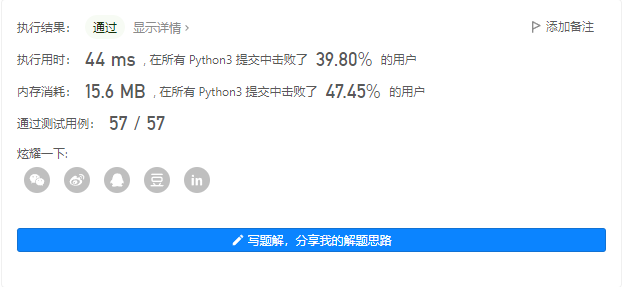 执行结果： 通过 显示详情 › 添加备注
执行用时： 44 ms ，在所有 Python3 提交中击败了 39.80% 的用户
内存消耗： 15.6 MB ，在所有 Python3 提交中击败了 47.45% 的用户
通过测试用例： 57 / 57
炫耀一下:
豆 in
写题解，分享我的解题思路